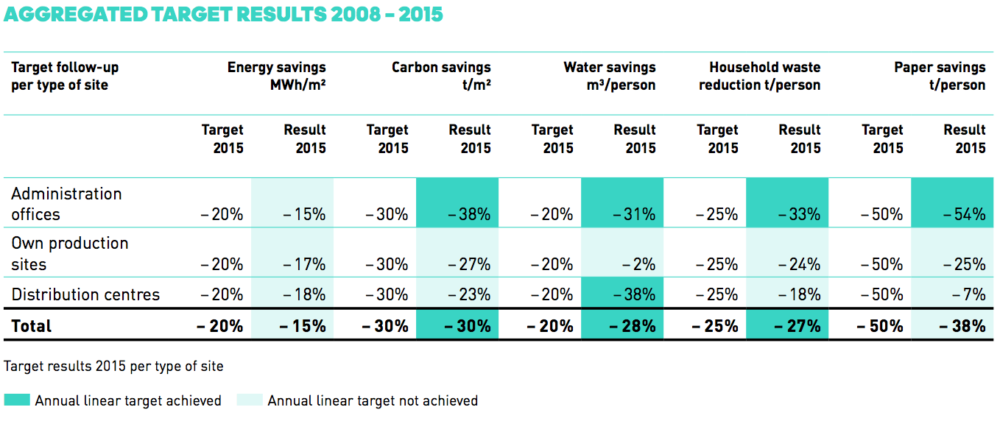 AGGREGATED TARGET RESULTS 2008 – 2015
Target follow-up per type of site Energy savings MWh/m² Carbon savings t/m² Water savings m³/person Household waste reduction t/person Paper savings t/person
Target 2015 Result 2015 Target 2015 Result 2015 Target 2015 Result 2015 Target 2015 Result 2015 Target 2015 Result 2015
Administration offices – 20% – 15% – 30% – 38% – 20% – 31% – 25% – 33% – 50% – 54%
Own production sites – 20% – 17% – 30% – 27% – 20% – 2% – 25% – 24% – 50% – 25%
Distribution centres – 20% – 18% – 30% – 23% – 20% – 38% – 25% – 18% – 50% – 7%
Total – 20% – 15% – 30% – 30% – 20% – 28% – 25% – 27% – 50% – 38%
Target results 2015 per type of site
Annual linear target achieved Annual linear target not achieved